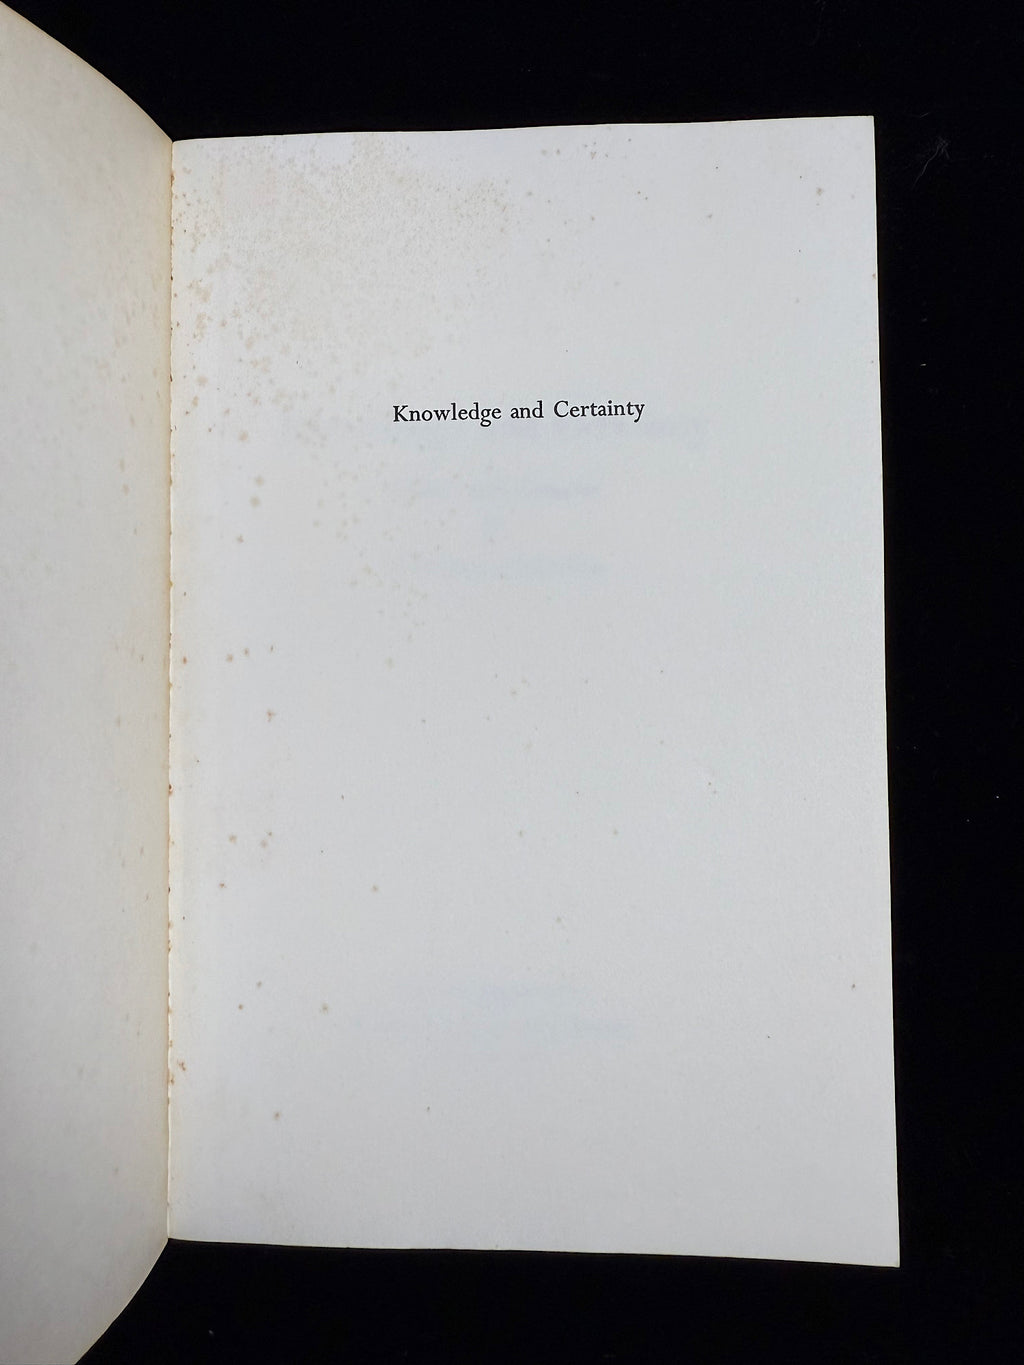 Knowledge and Certainty